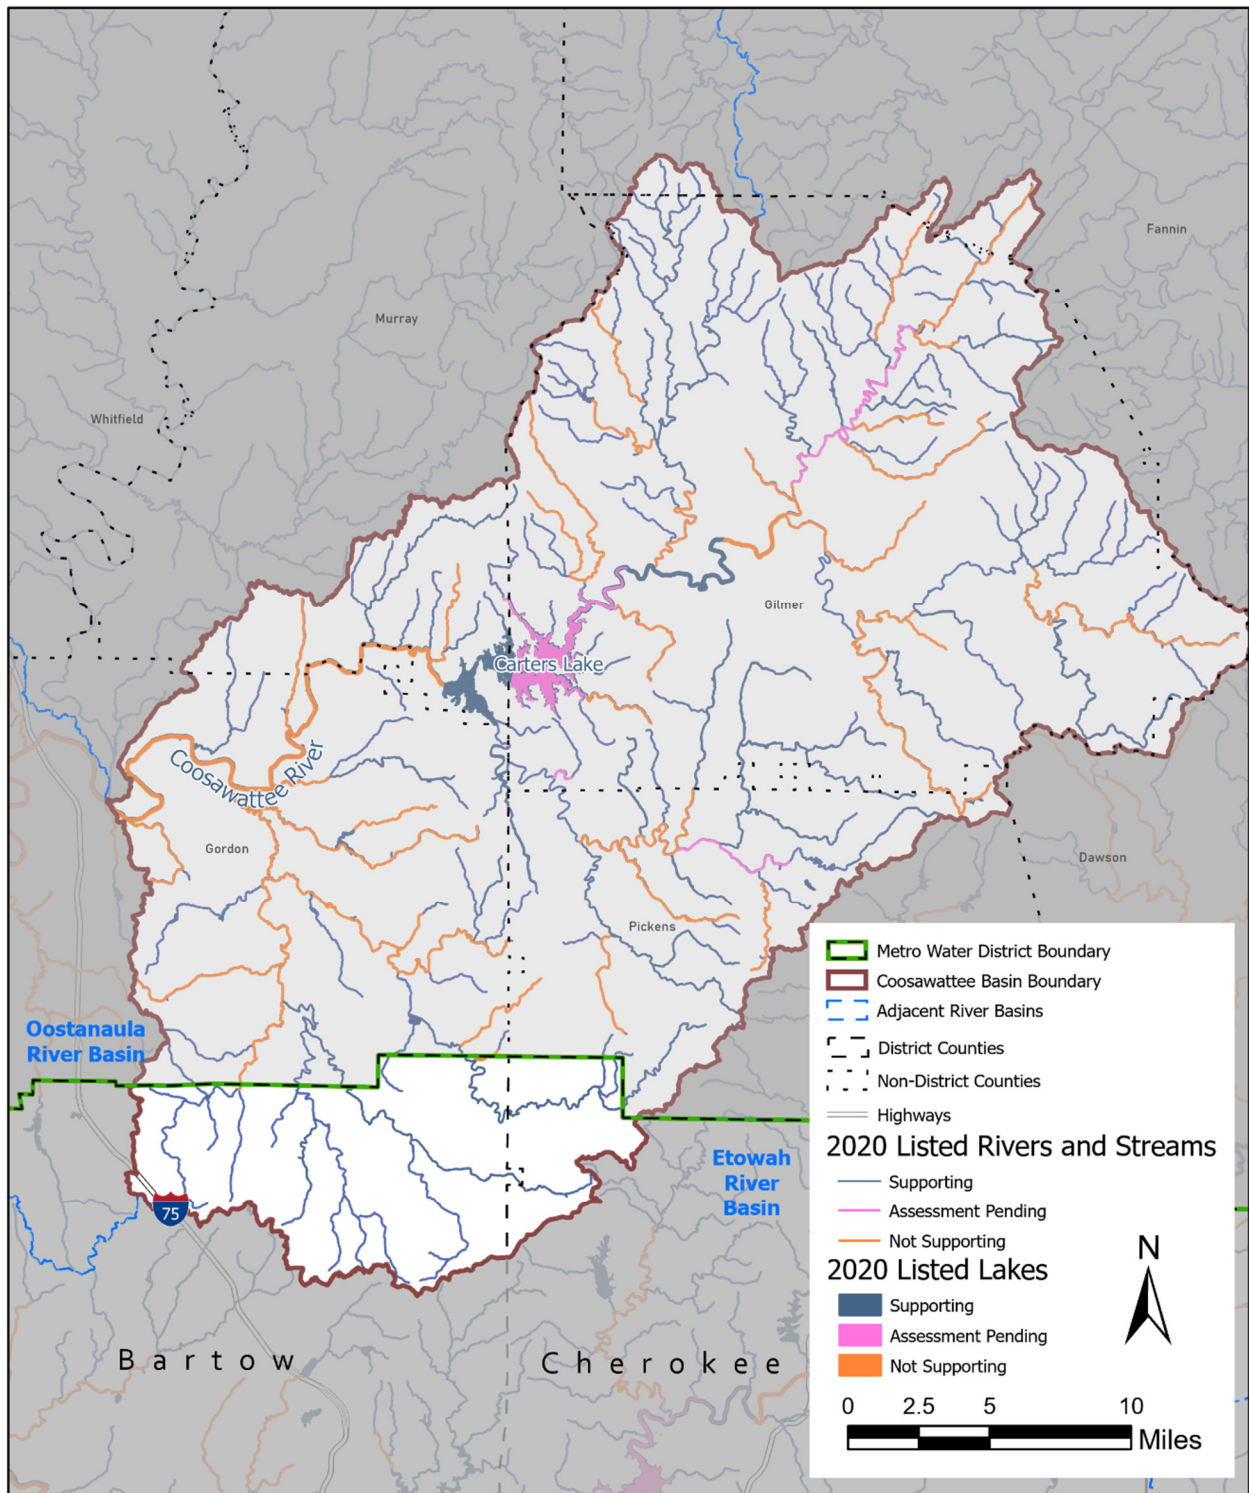 Fannin
Murray
Whitfield
Gilmer
Carters Lake
Coosawattee River
Gordon
Dawson
Pickens
Oostanaula
River Basin
Etowah
River
Basin
75
Bartow
Cherokee
Metro Water District Boundary
Coosawattee Basin Boundary
Adjacent River Basins
District Counties
Non-District Counties
Highways
2020 Listed Rivers and Streams
Supporting
Assessment Pending
Not Supporting
2020 Listed Lakes
Supporting
Assessment Pending
Not Supporting
N
0 2.5 5 10
Miles